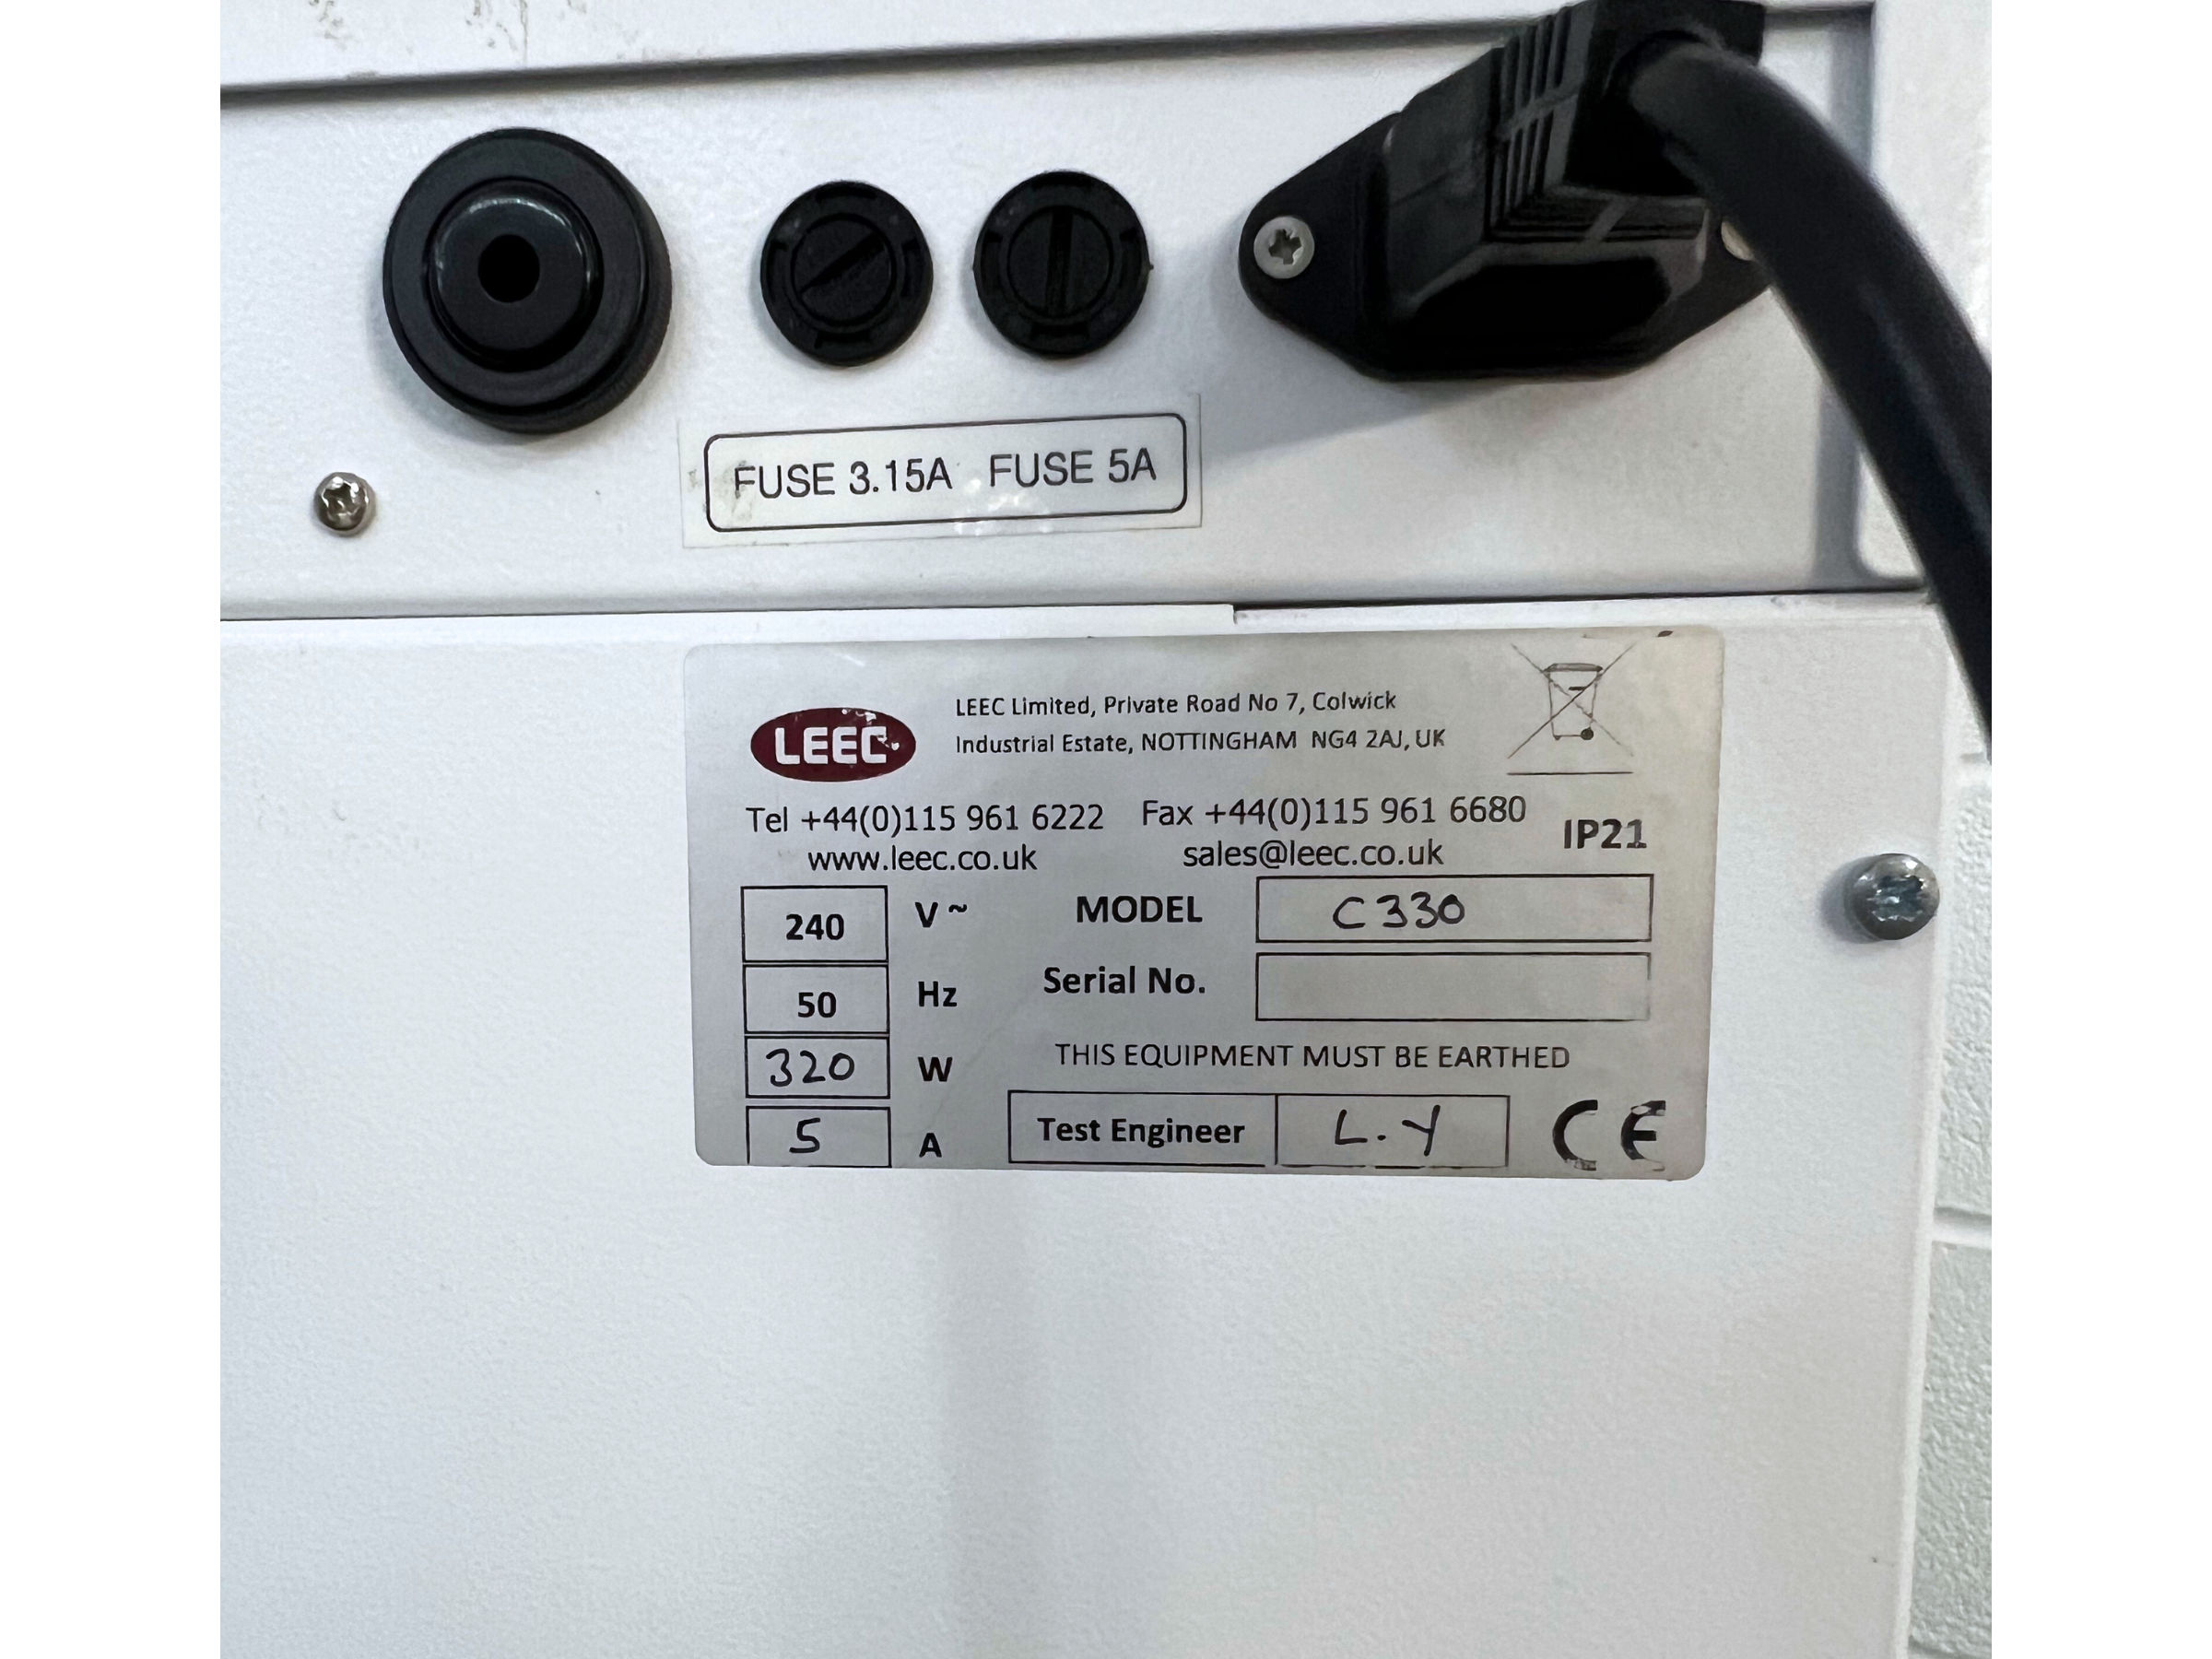 FUSE 3.15A FUSE 5A
LEEC
LEEC Limited, Private Road No 7, Colwick
Industrial Estate, NOTTINGHAM NG4 2AJ, UK
Tel +44(0)115 961 6222 Fax +44(0)115 961 6680
www.leec.co.uk sales@leec.co.uk
IP21
240 V~ MODEL C330
50 Hz Serial No.
320 W THIS EQUIPMENT MUST BE EARTHED
5 A Test Engineer L.Y CE